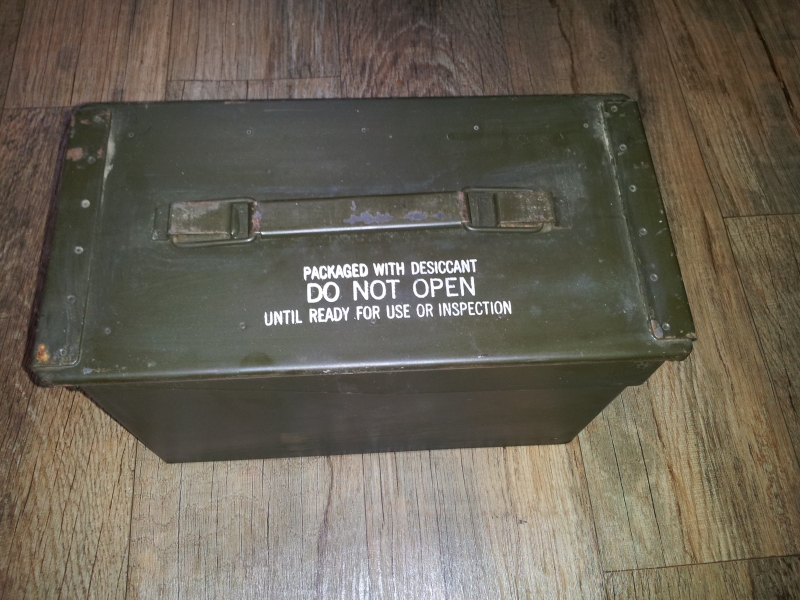 PACKAGED WITH DESICCANT
DO NOT OPEN
UNTIL READY FOR USE OR INSPECTION